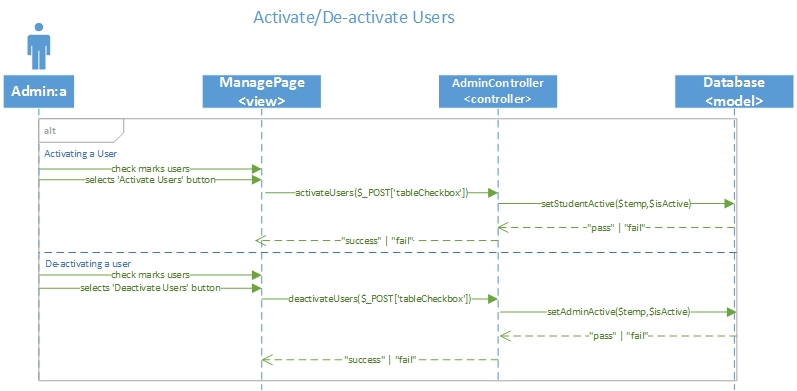 Activate/De-activate Users
Admin:a
ManagePage
<view>
AdminController
<controller>
Database
<model>
alt
Activating a User
check marks users
selects 'Activate Users' button
activateUsers($_POST['tableCheckbox'])
setStudentActive($temp,$isActive)
"pass" | "fail"
"success" | "fail"
De-activating a user
check marks users
selects 'Deactivate Users' button
deactivateUsers($_POST['tableCheckbox'])
setAdminActive($temp,$isActive)
"pass" | "fail"
"success" | "fail"